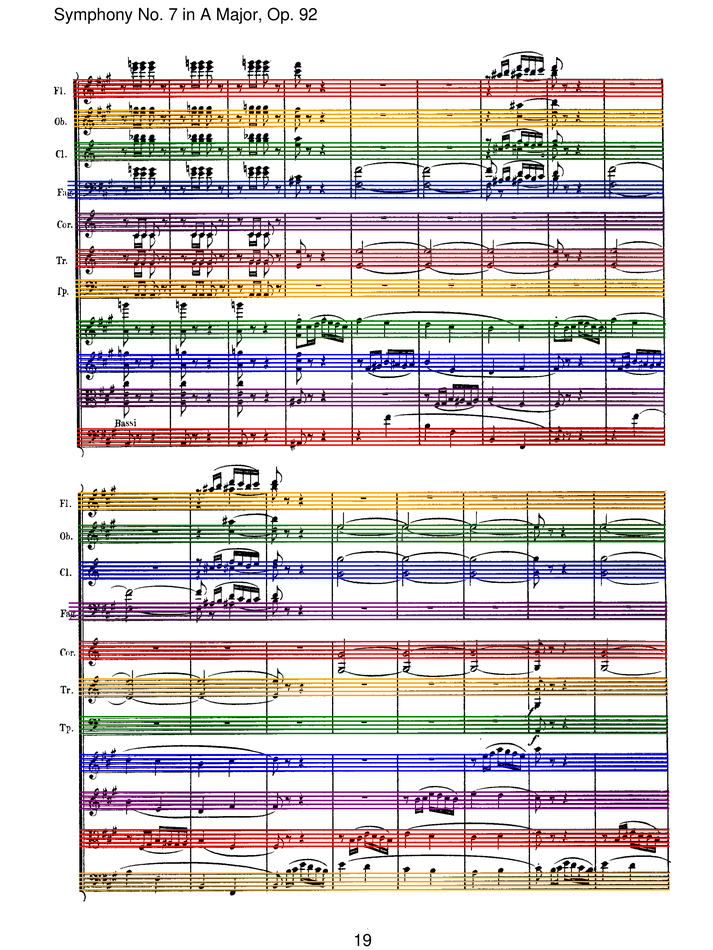 Symphony No. 7 in A Major, Op. 92
Fl.
Ob.
Cl.
Fag.
Cor.
Tr.
Tp.
Bassi
Fl.
Ob.
Cl.
Fag.
Cor.
Tr.
f
Tp.
f
19